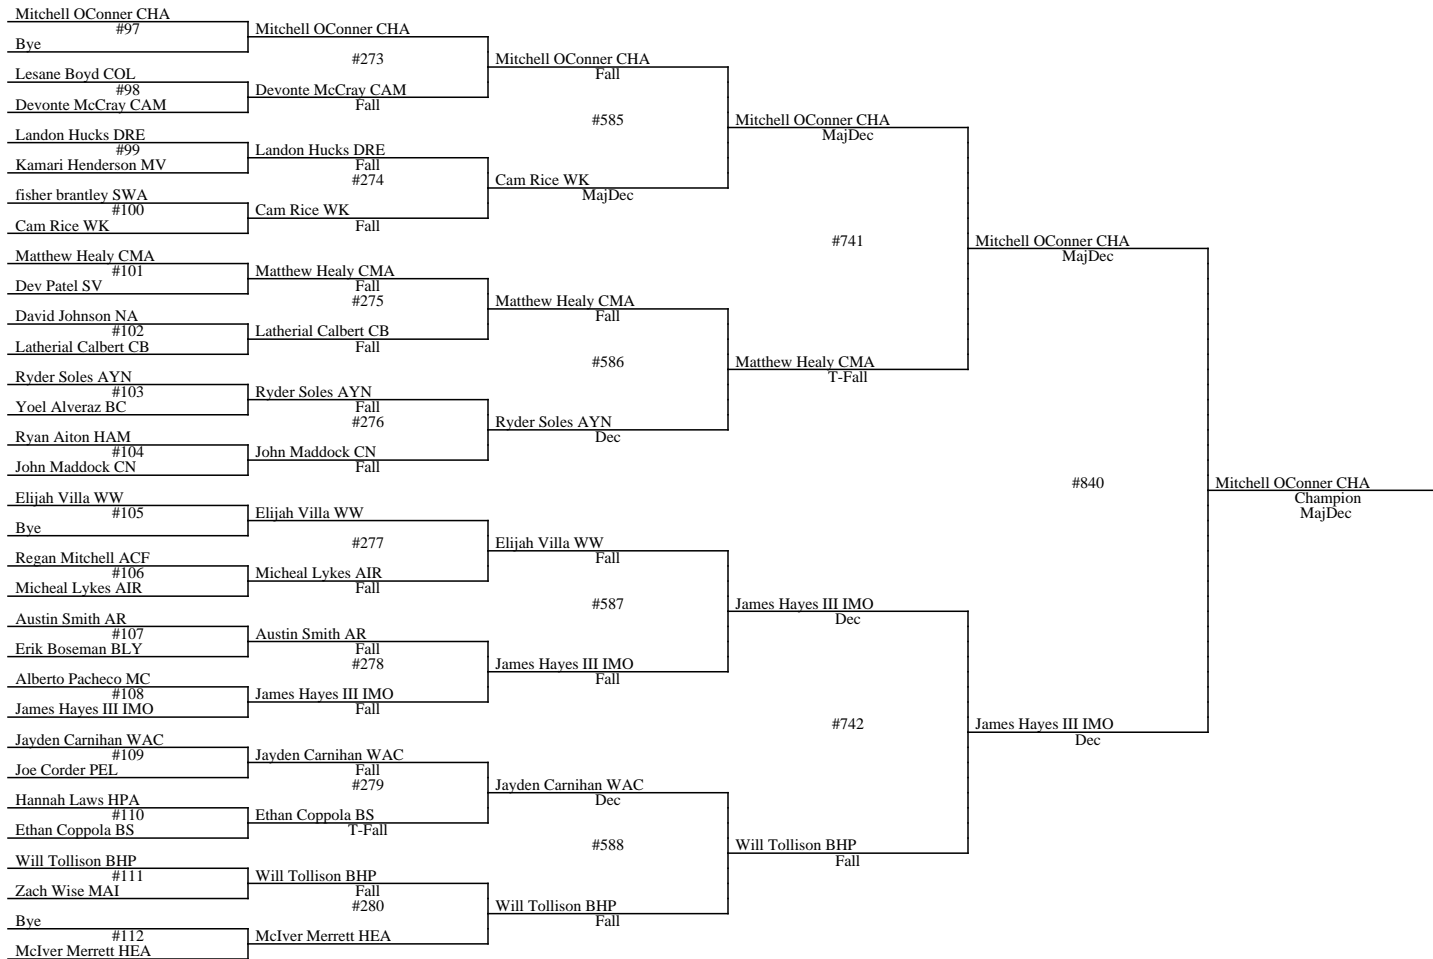 Mitchell OConner CHA
#97
Bye
Lesane Boyd COL
#98
Devonte McCray CAM
Landon Hucks DRE
#99
Kamari Henderson MV
fisher brantley SWA
#100
Cam Rice WK
Matthew Healy CMA
#101
Dev Patel SV
David Johnson NA
#102
Latherial Calbert CB
Ryder Soles AYN
#103
Yoel Alveraz BC
Ryan Aiton HAM
#104
John Maddock CN
Elijah Villa WW
#105
Bye
Regan Mitchell ACF
#106
Micheal Lykes AIR
Austin Smith AR
#107
Erik Boseman BLY
Alberto Pacheco MC
#108
James Hayes III IMO
Jayden Carnihan WAC
#109
Joe Corder PEL
Hannah Laws HPA
#110
Ethan Coppola BS
Will Tollison BHP
#111
Zach Wise MAI
Bye
#112
McIver Merrett HEA
Mitchell OConner CHA
#273
Devonte McCray CAM
Fall
Landon Hucks DRE
Fall
#274
Cam Rice WK
Fall
Matthew Healy CMA
Fall
#275
Latherial Calbert CB
Fall
Ryder Soles AYN
Fall
#276
John Maddock CN
Fall
Elijah Villa WW
#277
Micheal Lykes AIR
Fall
Austin Smith AR
Fall
#278
James Hayes III IMO
Fall
Jayden Carnihan WAC
Fall
#279
Ethan Coppola BS
T-Fall
Will Tollison BHP
Fall
#280
McIver Merrett HEA
Mitchell OConner CHA
Fall
#585
Cam Rice WK
MajDec
Matthew Healy CMA
Fall
#586
Ryder Soles AYN
Dec
Elijah Villa WW
Fall
#587
James Hayes III IMO
Fall
Jayden Carnihan WAC
Dec
#588
Will Tollison BHP
Fall
Mitchell OConner CHA
MajDec
#741
Matthew Healy CMA
T-Fall
James Hayes III IMO
Dec
#742
Will Tollison BHP
Fall
Mitchell OConner CHA
MajDec
#840
James Hayes III IMO
Dec
Mitchell OConner CHA
Champion
MajDec